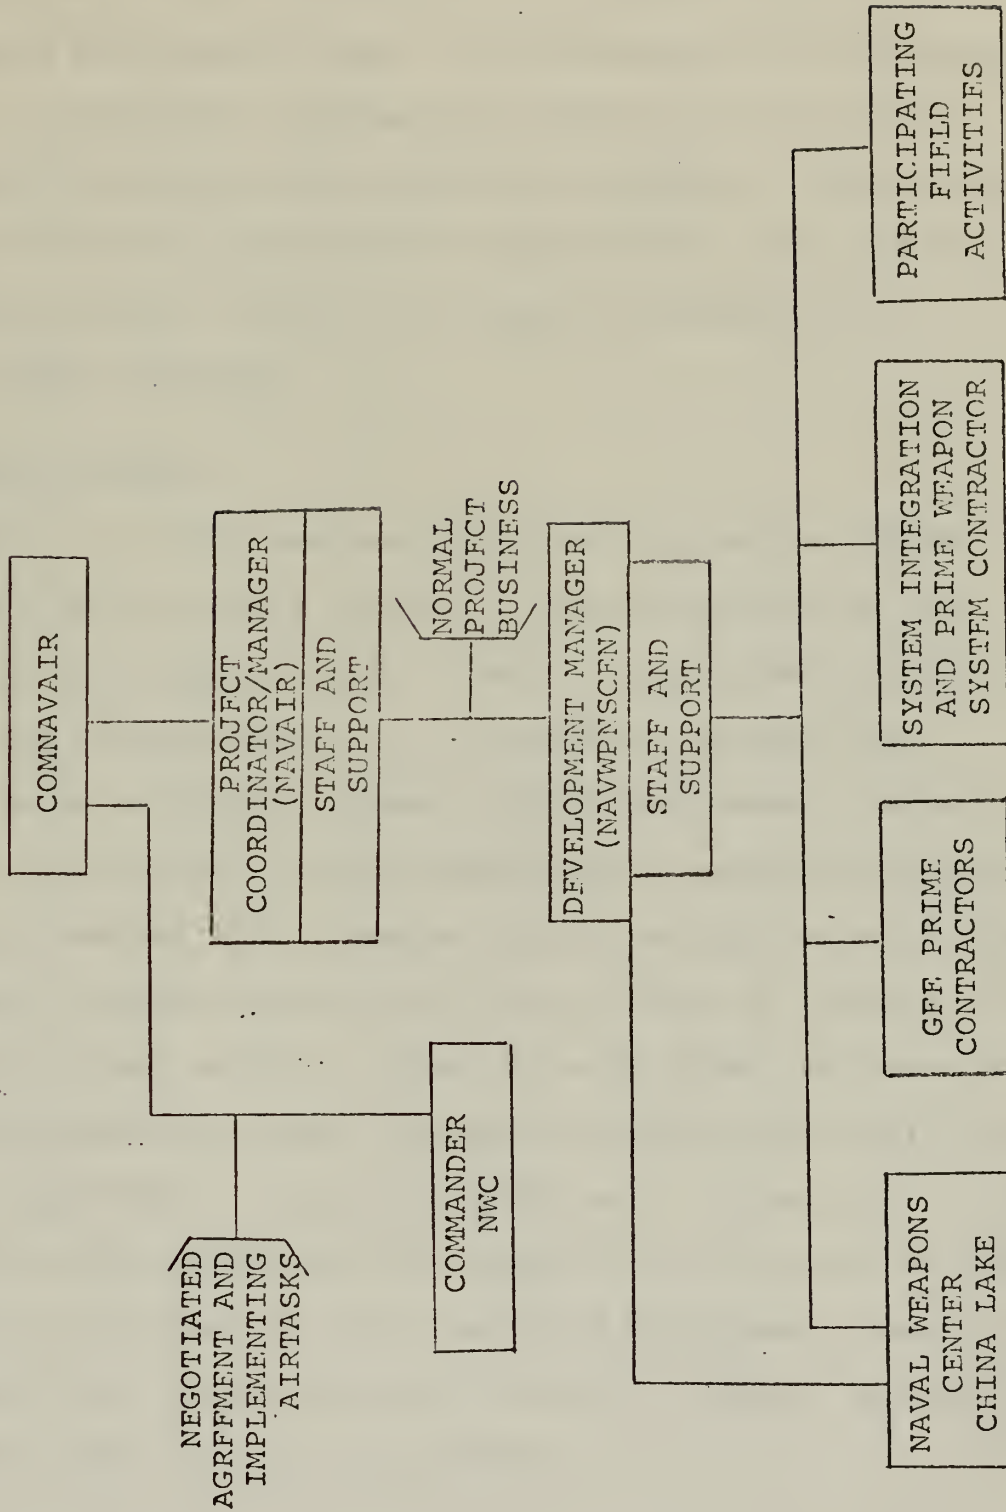 COMNAVAIR
PROJECT
COORDINATOR/MANAGER
(NAVAIR)
STAFF AND
SUPPORT
NEGOTIATED
AGREEMENT AND
IMPLEMENTING
AIRTASKS
NORMAL
PROJECT
BUSINESS
COMMANDER
NWC
DEVELOPMENT MANAGER
(NAVWPNSCEN)
STAFF AND
SUPPORT
NAVAL WEAPONS
CENTER
CHINA LAKE
GFE PRIME
CONTRACTORS
SYSTEM INTEGRATION
AND PRIME WEAPON
SYSTEM CONTRACTOR
PARTICIPATING
FIELD
ACTIVITIES